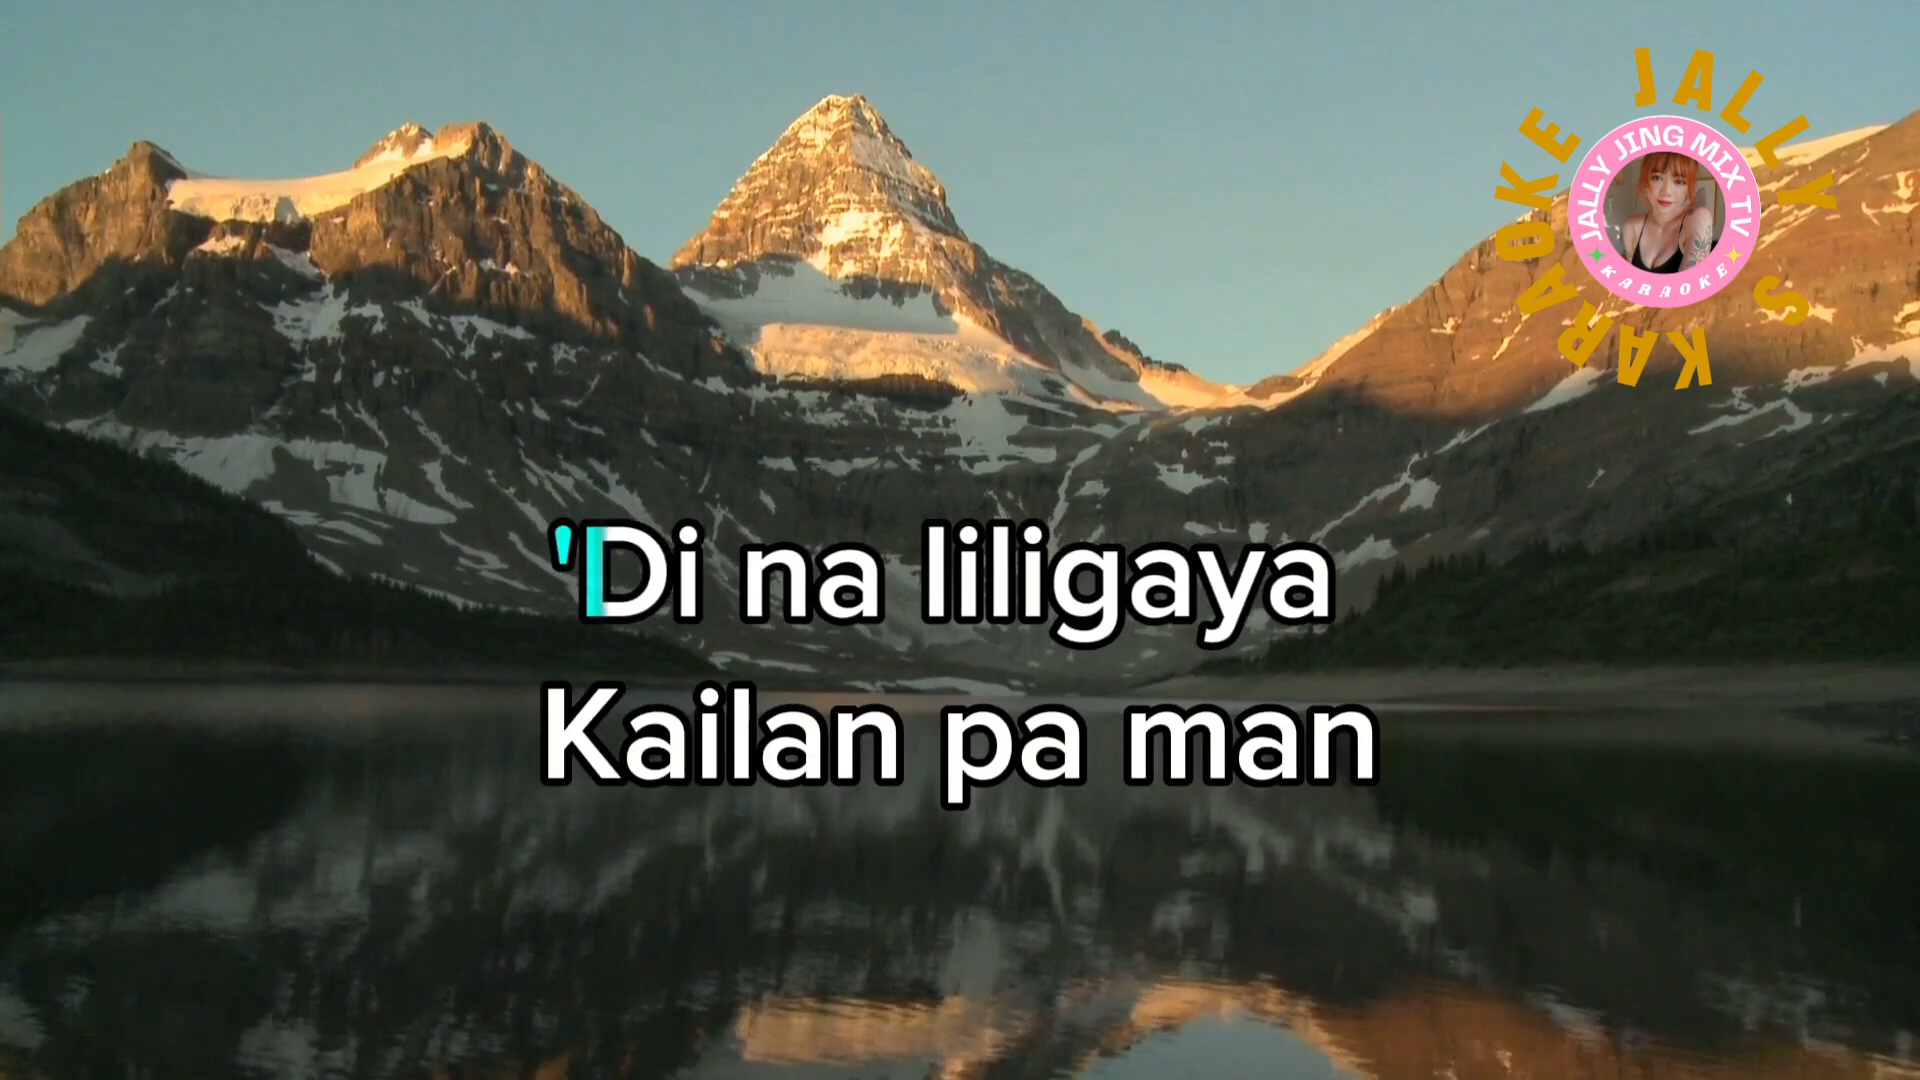 JALLY'S KARAOKE
JALLY JING MIX TV
KARAOKE
'Di na liligaya
Kailan pa man